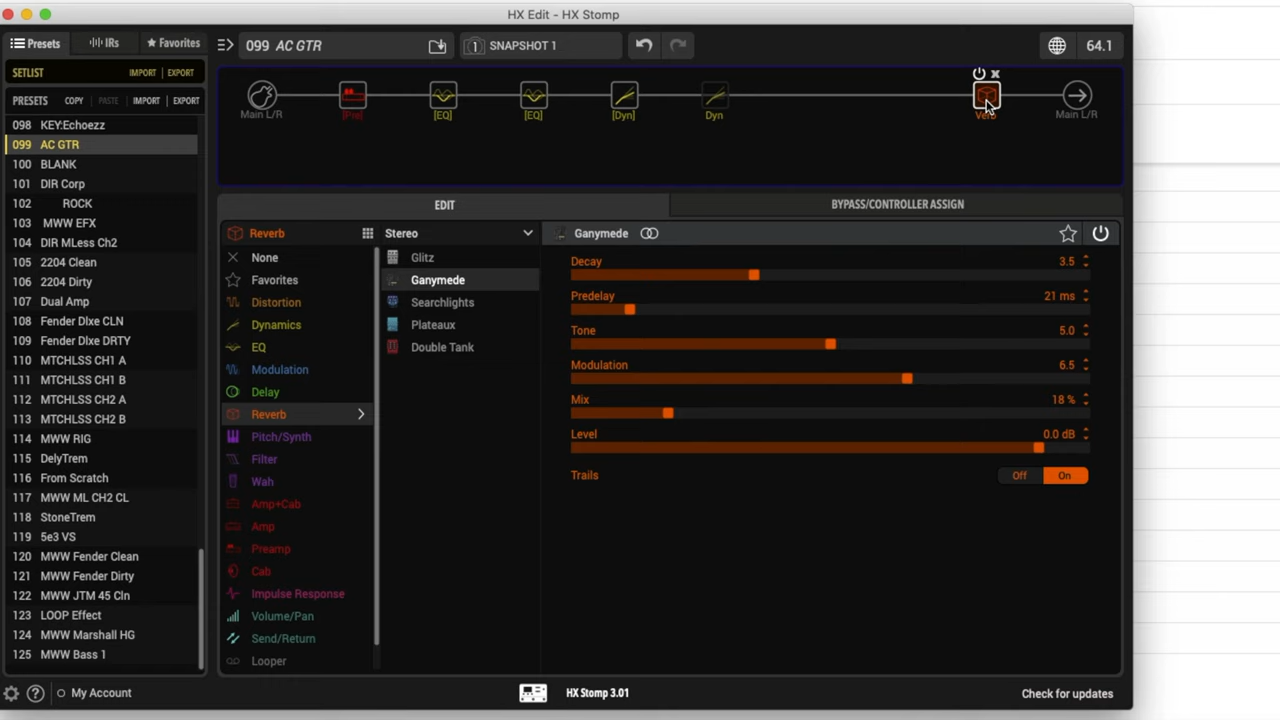 HX Edit - HX Stomp
Presets
IRs
Favorites
099 AC GTR
1
SNAPSHOT 1
64.1
SETLIST
IMPORT
EXPORT
PRESETS
COPY
PASTE
IMPORT
EXPORT
Main L/R
[Pre]
[EQ]
[EQ]
[Dyn]
Dyn
Verb
Main L/R
098 KEY:Echoezz
099 AC GTR
100 BLANK
101 DIR Corp
102 ROCK
103 MWW EFX
104 DIR MLess Ch2
105 2204 Clean
106 2204 Dirty
107 Dual Amp
108 Fender Dlxe CLN
109 Fender Dlxe DRTY
110 MTCHLSS CH1 A
111 MTCHLSS CH1 B
112 MTCHLSS CH2 A
113 MTCHLSS CH2 B
114 MWW RIG
115 DelyTrem
116 From Scratch
117 MWW ML CH2 CL
118 StoneTrem
119 5e3 VS
120 MWW Fender Clean
121 MWW Fender Dirty
122 MWW JTM 45 Cln
123 LOOP Effect
124 MWW Marshall HG
125 MWW Bass 1
EDIT
BYPASS/CONTROLLER ASSIGN
Reverb
None
Favorites
Distortion
Dynamics
EQ
Modulation
Delay
Reverb
Pitch/Synth
Filter
Wah
Amp+Cab
Amp
Preamp
Cab
Impulse Response
Volume/Pan
Send/Return
Looper
Stereo
Glitz
Ganymede
Searchlights
Plateaux
Double Tank
Ganymede
Decay 3.5
Predelay 21 ms
Tone 5.0
Modulation 6.5
Mix 18 %
Level 0.0 dB
Trails Off On
? My Account
HX Stomp 3.01
Check for updates